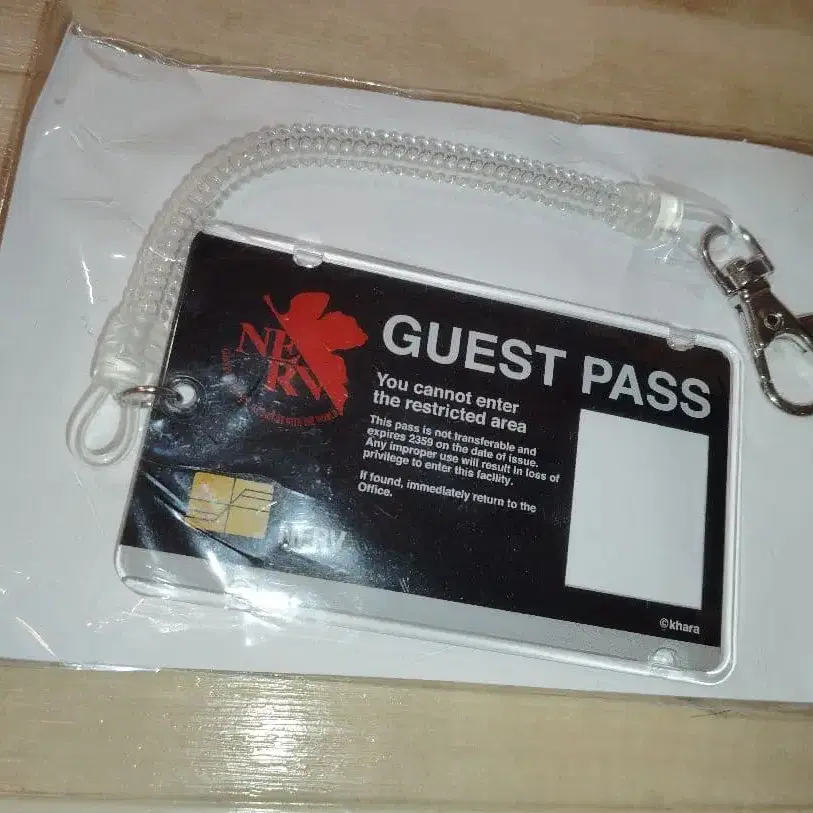 NE
RV
GUEST PASS
You cannot enter
the restricted area
This pass is not transferable and
expires 2359 on the date of issue.
Any improper use will result in loss of
privilege to enter this facility.
If found, immediately return to the
Office.
NERV
©khara